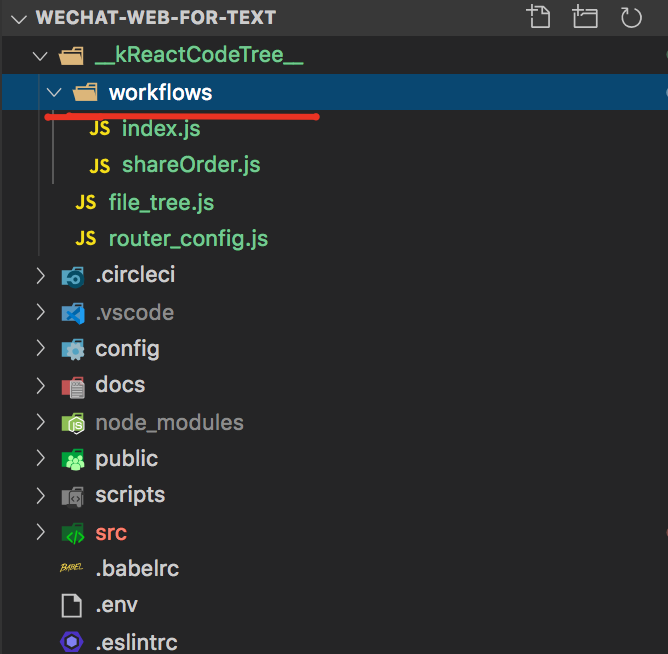 WECHAT-WEB-FOR-TEXT
__kReactCodeTree__
workflows
JS index.js
JS shareOrder.js
JS file_tree.js
JS router_config.js
.circleci
.vscode
config
docs
JS node_modules
public
scripts
src
BABEL .babelrc
.env
.eslintrc